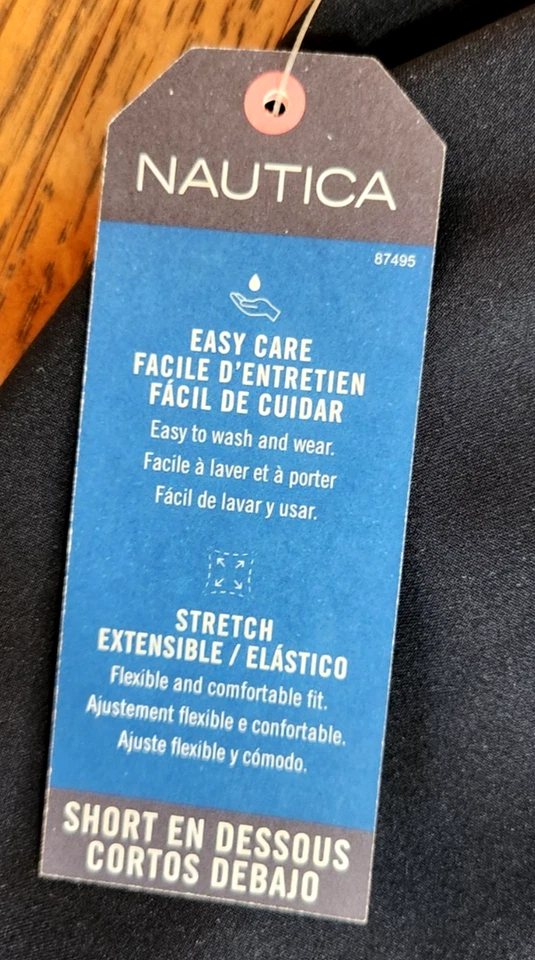 NAUTICA
87495
EASY CARE
FACILE D'ENTRETIEN
FÁCIL DE CUIDAR
Easy to wash and wear.
Facile à laver et à porter
Fácil de lavar y usar.
STRETCH
EXTENSIBLE / ELÁSTICO
Flexible and comfortable fit.
Ajustement flexible e confortable.
Ajuste flexible y cómodo.
SHORT EN DESSOUS
CORTOS DEBAJO